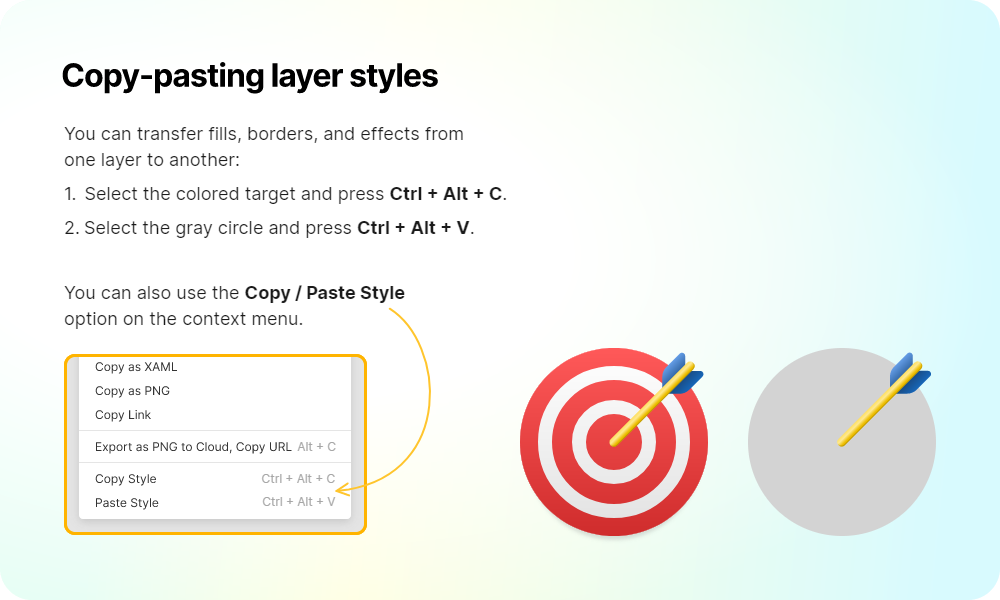 Copy-pasting layer styles
You can transfer fills, borders, and effects from
one layer to another:
1. Select the colored target and press Ctrl + Alt + C.
2. Select the gray circle and press Ctrl + Alt + V.
You can also use the Copy / Paste Style
option on the context menu.
Copy as XAML
Copy as PNG
Copy Link
Export as PNG to Cloud, Copy URL Alt + C
Copy Style Ctrl + Alt + C
Paste Style Ctrl + Alt + V